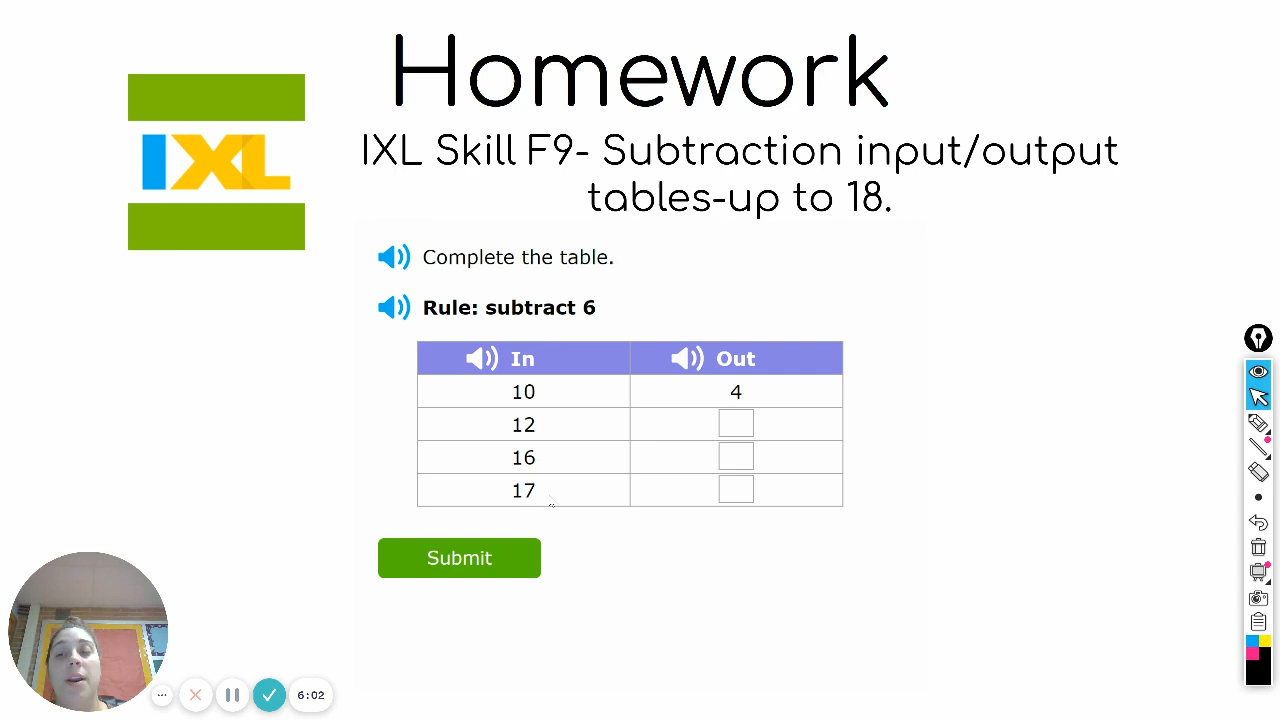 Homework
IXL
IXL Skill F9- Subtraction input/output
tables-up to 18.
Complete the table.
Rule: subtract 6
In Out
10 4
12
16
17
Submit
6:02